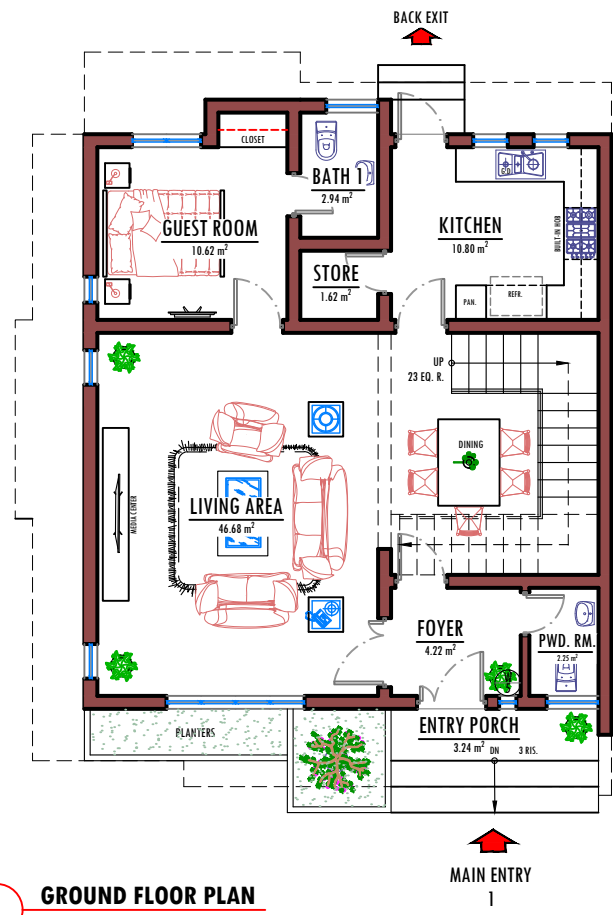 BACK EXIT
CLOSET
BATH 1
2.94 m²
GUEST ROOM
10.62 m²
KITCHEN
10.80 m²
BUILT-IN HOB
STORE
1.62 m²
PAN.
REFR.
UP
23 EQ. R.
DINING
MEDIA CENTER
LIVING AREA
46.68 m²
FOYER
4.22 m²
PWD. RM.
2.25 m²
W
PLANTERS
ENTRY PORCH
3.24 m² DN 3 RIS.
MAIN ENTRY
1
GROUND FLOOR PLAN